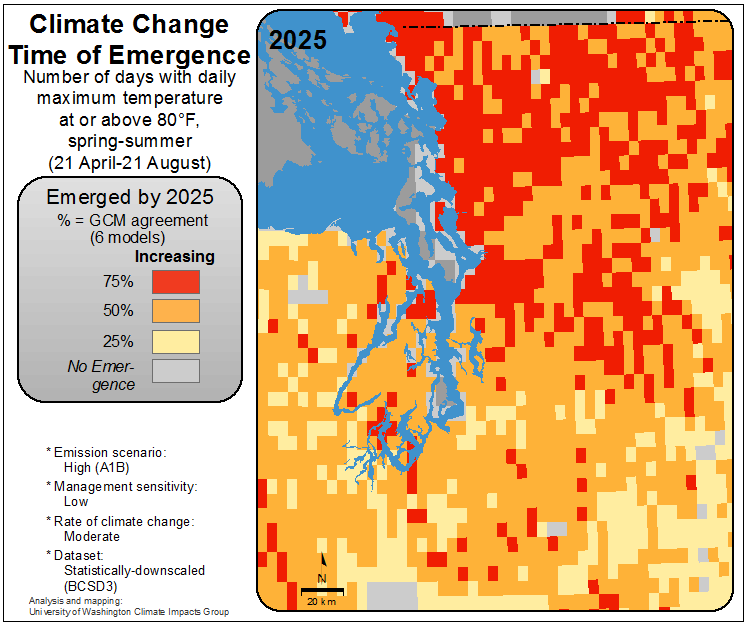 Climate Change
Time of Emergence
Number of days with daily
maximum temperature
at or above 80°F,
spring-summer
(21 April-21 August)
Emerged by 2025
% = GCM agreement
(6 models)
Increasing
75%
50%
25%
No Emer-
gence
* Emission scenario:
High (A1B)
* Management sensitivity:
Low
* Rate of climate change:
Moderate
* Dataset:
Statistically-downscaled
(BCSD3)
Analysis and mapping:
University of Washington Climate Impacts Group
2025
N
20 km